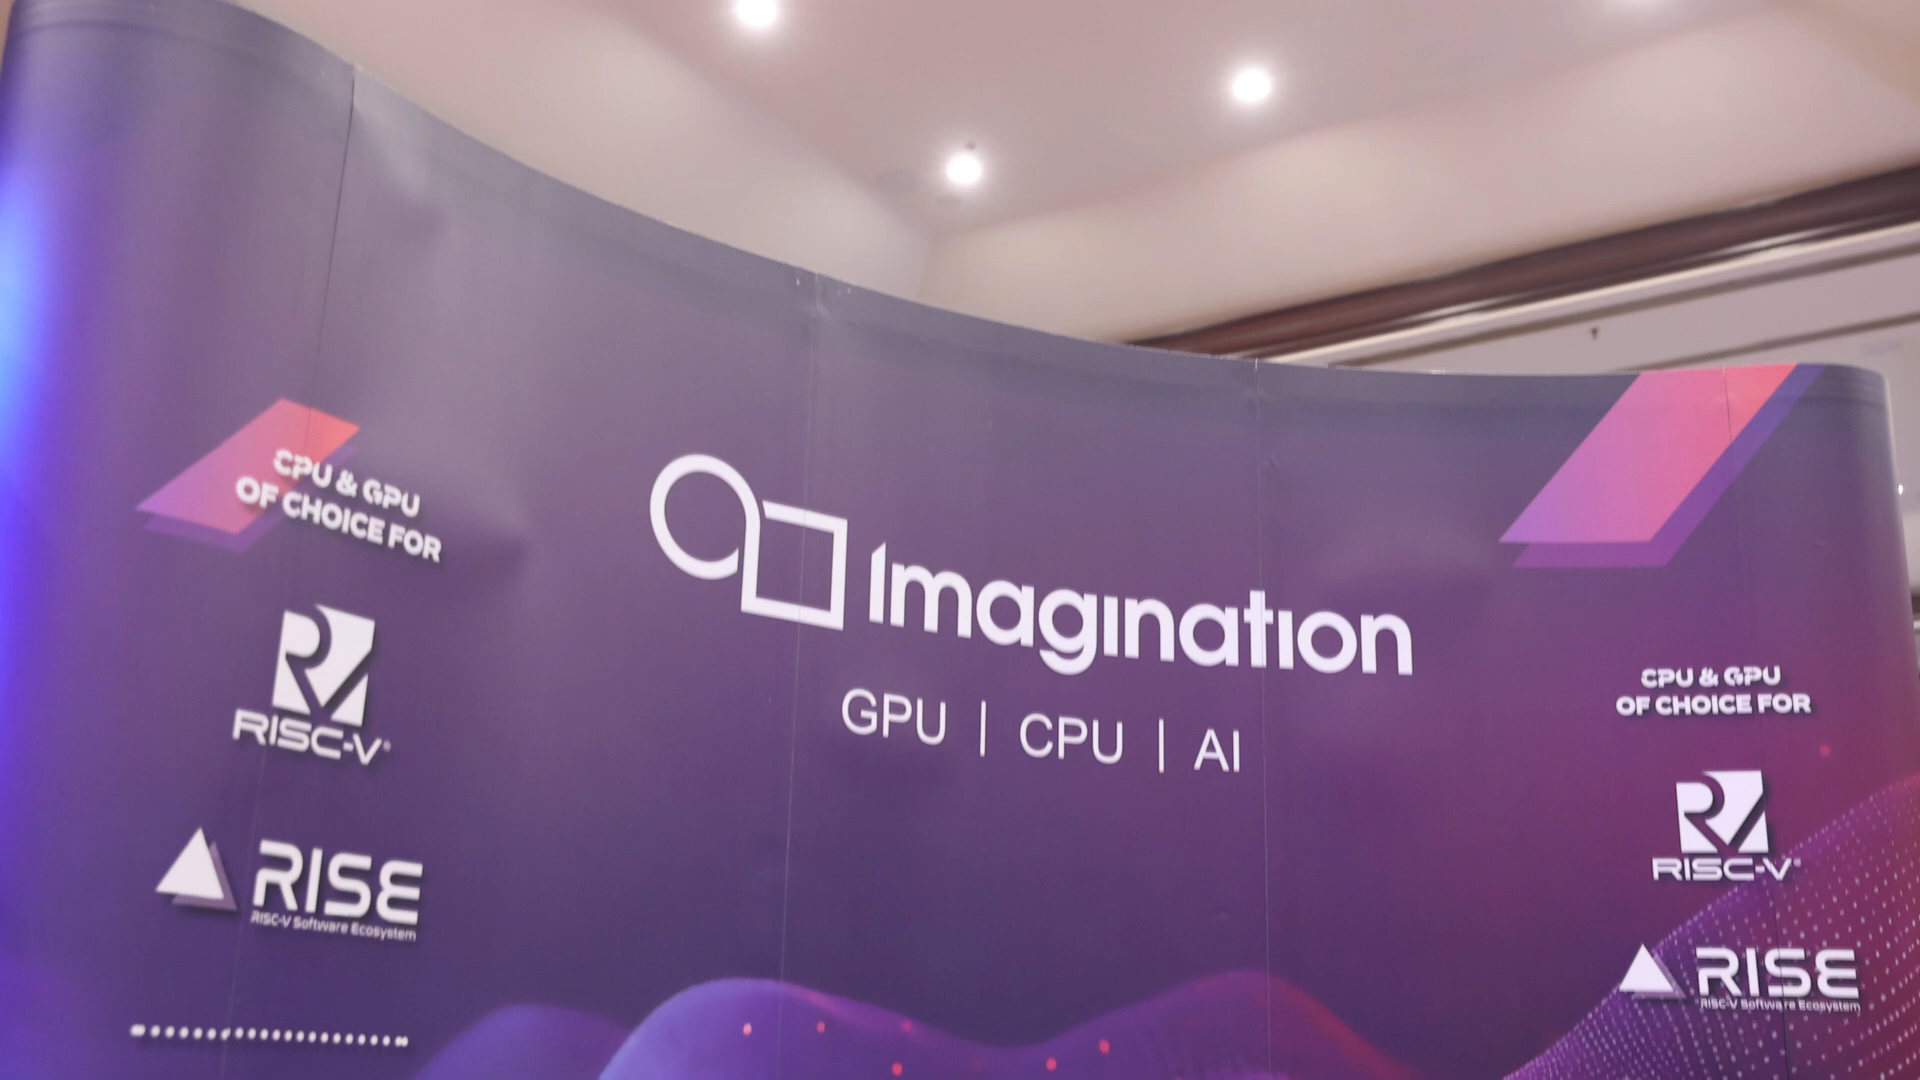 CPU & GPU
OF CHOICE FOR
RISC-V®
RISE
RISC-V Software Ecosystem
Imagination
GPU | CPU | AI
CPU & GPU
OF CHOICE FOR
RISC-V®
RISE
RISC-V Software Ecosystem